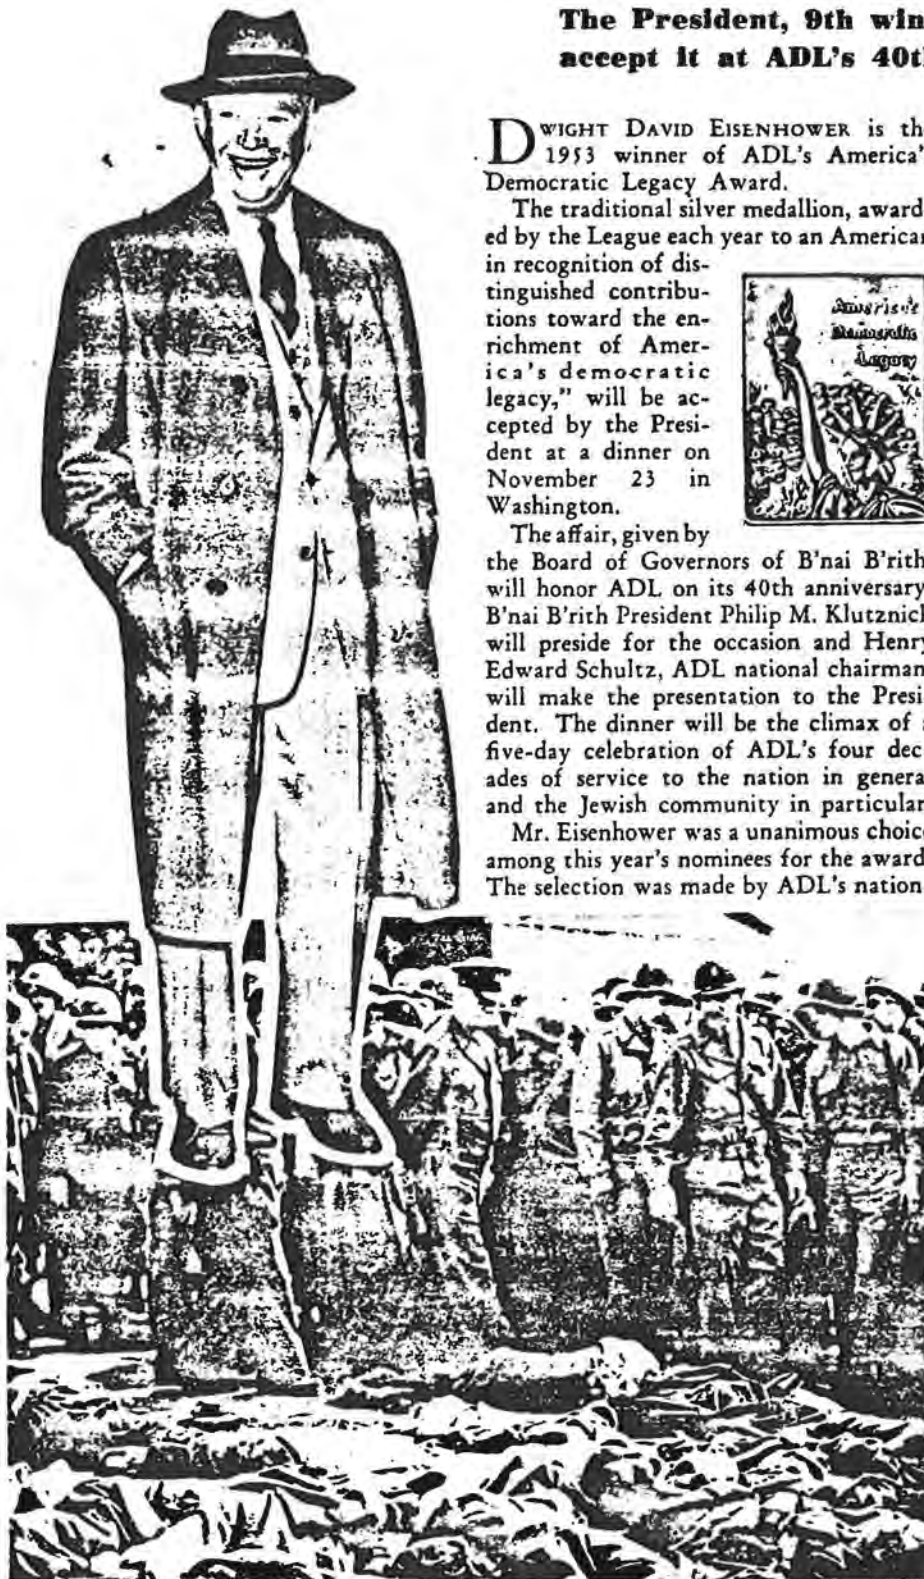 The President, 9th win
accept it at ADL's 40t
DWIGHT DAVID EISENHOWER is th
1953 winner of ADL's America'
Democratic Legacy Award.
The traditional silver medallion, award-
ed by the League each year to an American
in recognition of dis-
tinguished contribu-
tions toward the en-
richment of Amer-
ica's democratic
legacy," will be ac-
cepted by the Presi-
dent at a dinner on
November 23 in
Washington.
America's
Democratic
Legacy
The affair, given by
the Board of Governors of B'nai B'rith,
will honor ADL on its 40th anniversary.
B'nai B'rith President Philip M. Klutznick
will preside for the occasion and Henry
Edward Schultz, ADL national chairman,
will make the presentation to the Presi-
dent. The dinner will be the climax of
five-day celebration of ADL's four dec-
ades of service to the nation in general
and the Jewish community in particular.
Mr. Eisenhower was a unanimous choice
among this year's nominees for the award.
The selection was made by ADL's nation